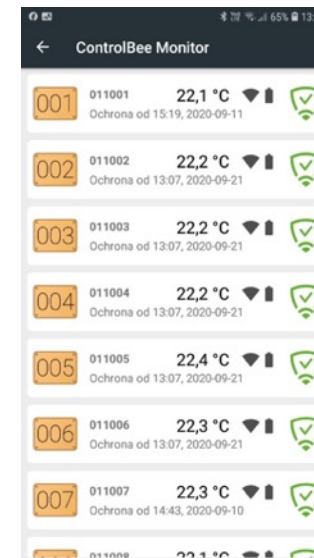 65% 13:
ControlBee Monitor
001 011001 22,1 °C
Ochrona od 15:19, 2020-09-11
002 011002 22,2 °C
Ochrona od 13:07, 2020-09-21
003 011003 22,2 °C
Ochrona od 13:07, 2020-09-21
004 011004 22,2 °C
Ochrona od 13:07, 2020-09-21
005 011005 22,4 °C
Ochrona od 13:07, 2020-09-21
006 011006 22,3 °C
Ochrona od 13:07, 2020-09-21
007 011007 22,3 °C
Ochrona od 14:43, 2020-09-10
011008 22,1 °C